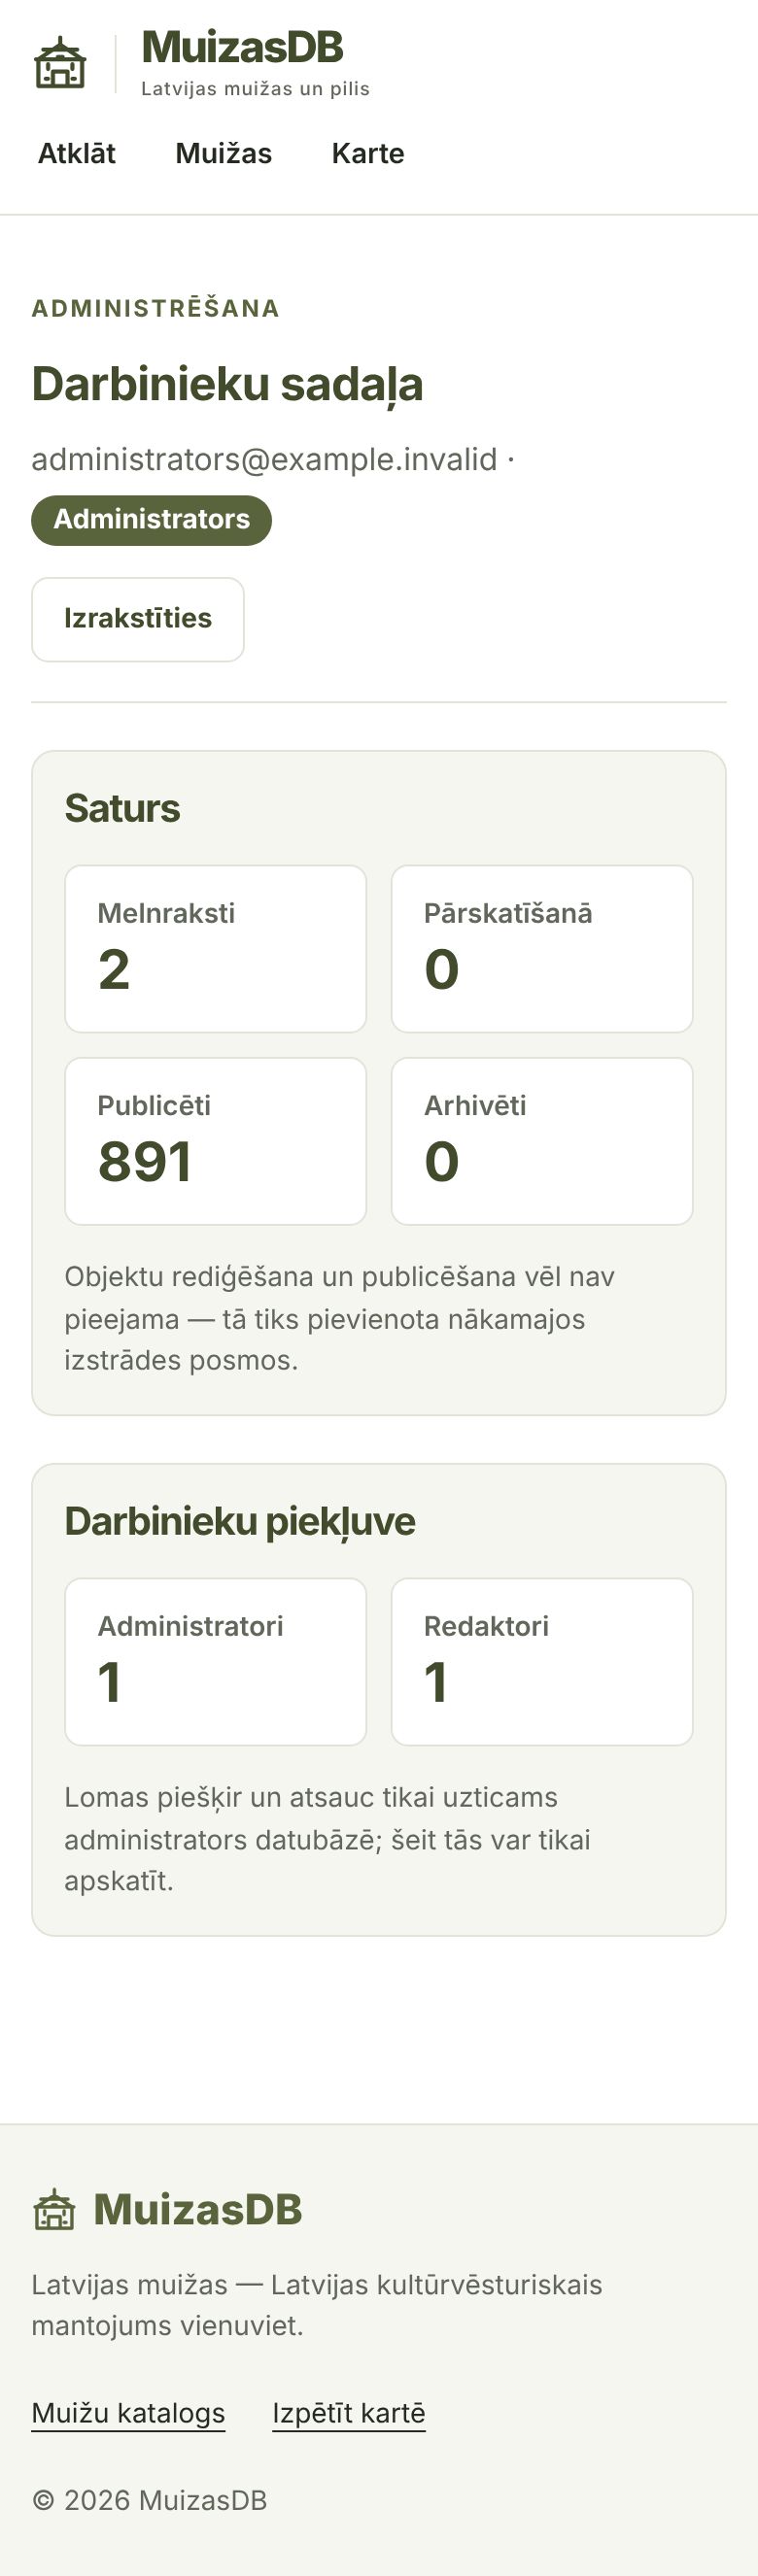 MuizasDB
Latvijas muižas un pilis
Atklāt Muižas Karte
ADMINISTRĒŠANA
Darbinieku sadaļa
administrators@example.invalid ·
Administrators
Izrakstīties
Saturs
Melnraksti Pārskatīšanā
2 0
Publicēti Arhivēti
891 0
Objektu rediģēšana un publicēšana vēl nav
pieejama — tā tiks pievienota nākamajos
izstrādes posmos.
Darbinieku piekļuve
Administratori Redaktori
1 1
Lomas piešķir un atsauc tikai uzticams
administrators datubāzē; šeit tās var tikai
apskatīt.
MuizasDB
Latvijas muižas — Latvijas kultūrvēsturiskais
mantojums vienuviet.
Muižu katalogs Izpētīt kartē
© 2026 MuizasDB